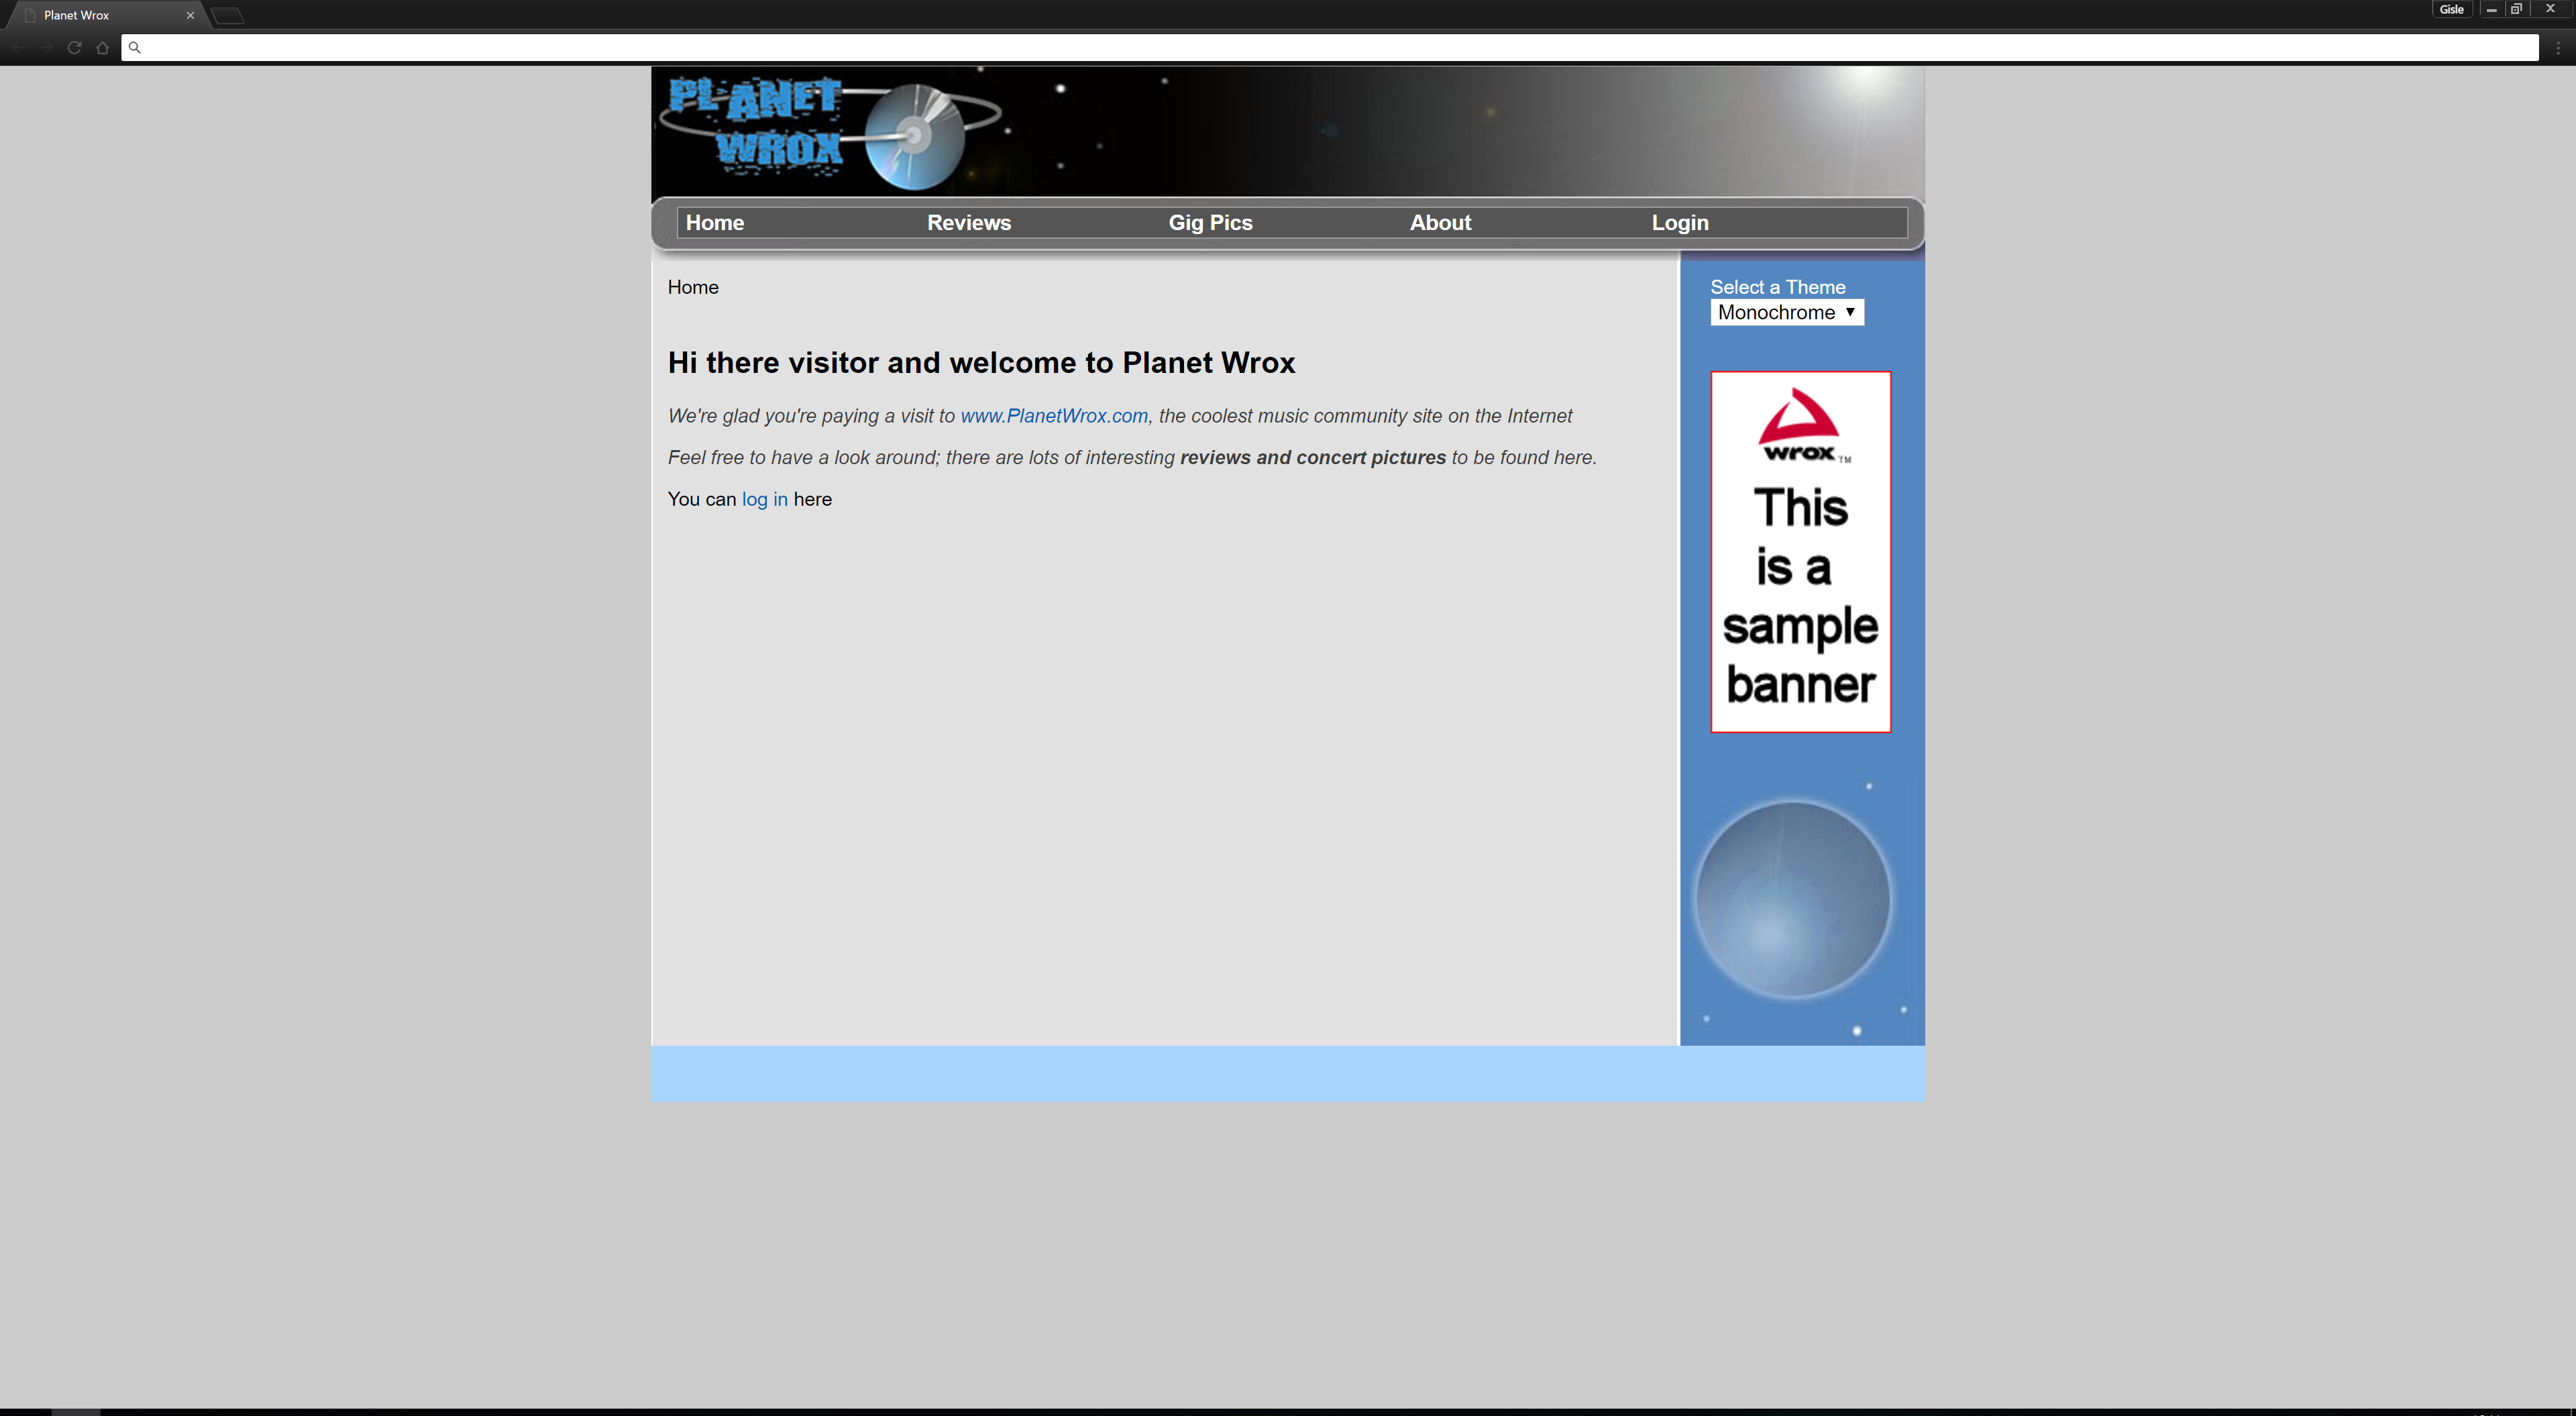 Planet Wrox
Gisle
PLANET
WROX
Home Reviews Gig Pics About Login
Home
Select a Theme
Monochrome
Hi there visitor and welcome to Planet Wrox
We're glad you're paying a visit to www.PlanetWrox.com, the coolest music community site on the Internet
Feel free to have a look around; there are lots of interesting reviews and concert pictures to be found here.
You can log in here
wrox TM
This
is a
sample
banner